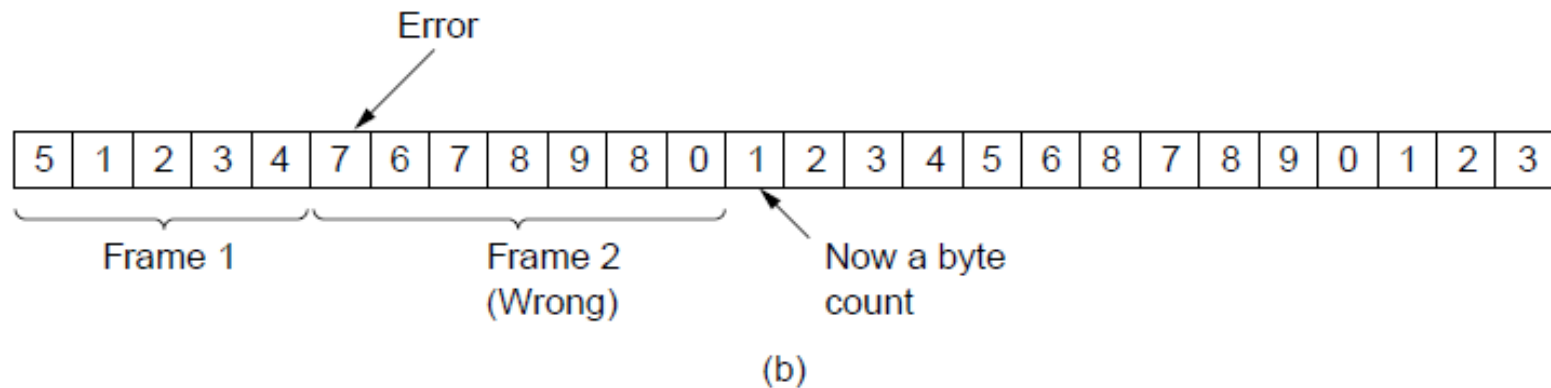 Error
5 1 2 3 4 7 6 7 8 9 8 0 1 2 3 4 5 6 8 7 8 9 0 1 2 3
Frame 1
Frame 2
(Wrong)
Now a byte
count
(b)